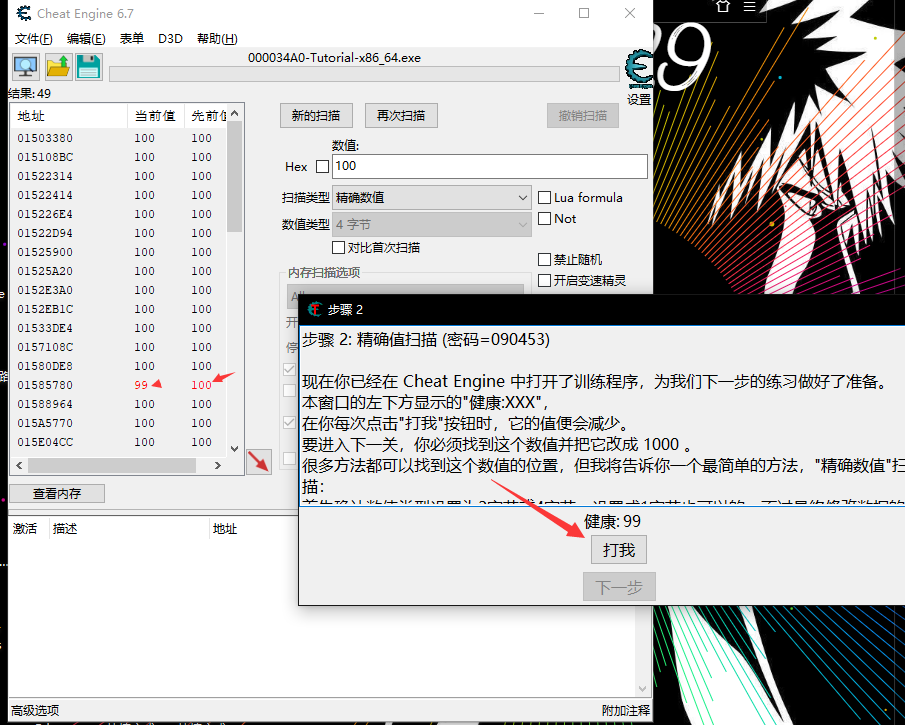 Cheat Engine 6.7
文件(F) 编辑(E) 表单 D3D 帮助(H)
000034A0-Tutorial-x86_64.exe
结果: 49
设置
地址 当前值 先前值
01503380 100 100
015108BC 100 100
01522314 100 100
01522414 100 100
015226E4 100 100
01522D94 100 100
01525900 100 100
01525A20 100 100
0152E3A0 100 100
0152EB1C 100 100
01533DE4 100 100
0157108C 100 100
01580DE8 100 100
01585780 99 100
01588964 100 100
015A5770 100 100
015E04CC 100 100
新的扫描 再次扫描 撤销扫描
数值:
Hex 100
扫描类型 精确数值
Lua formula
数值类型 4 字节
Not
对比首次扫描
禁止随机
内存扫描选项
开启变速精灵
步骤 2
步骤 2: 精确值扫描 (密码=090453)
现在你已经在 Cheat Engine 中打开了训练程序，为我们下一步的练习做好了准备。
本窗口的左下方显示的"健康:XXX"，
在你每次点击"打我"按钮时，它的值便会减少。
要进入下一关，你必须找到这个数值并把它改成 1000 。
很多方法都可以找到这个数值的位置，但我将告诉你一个最简单的方法，"精确数值"扫
描：
健康: 99
打我
下一步
查看内存
激活 描述 地址
高级选项 附加注释